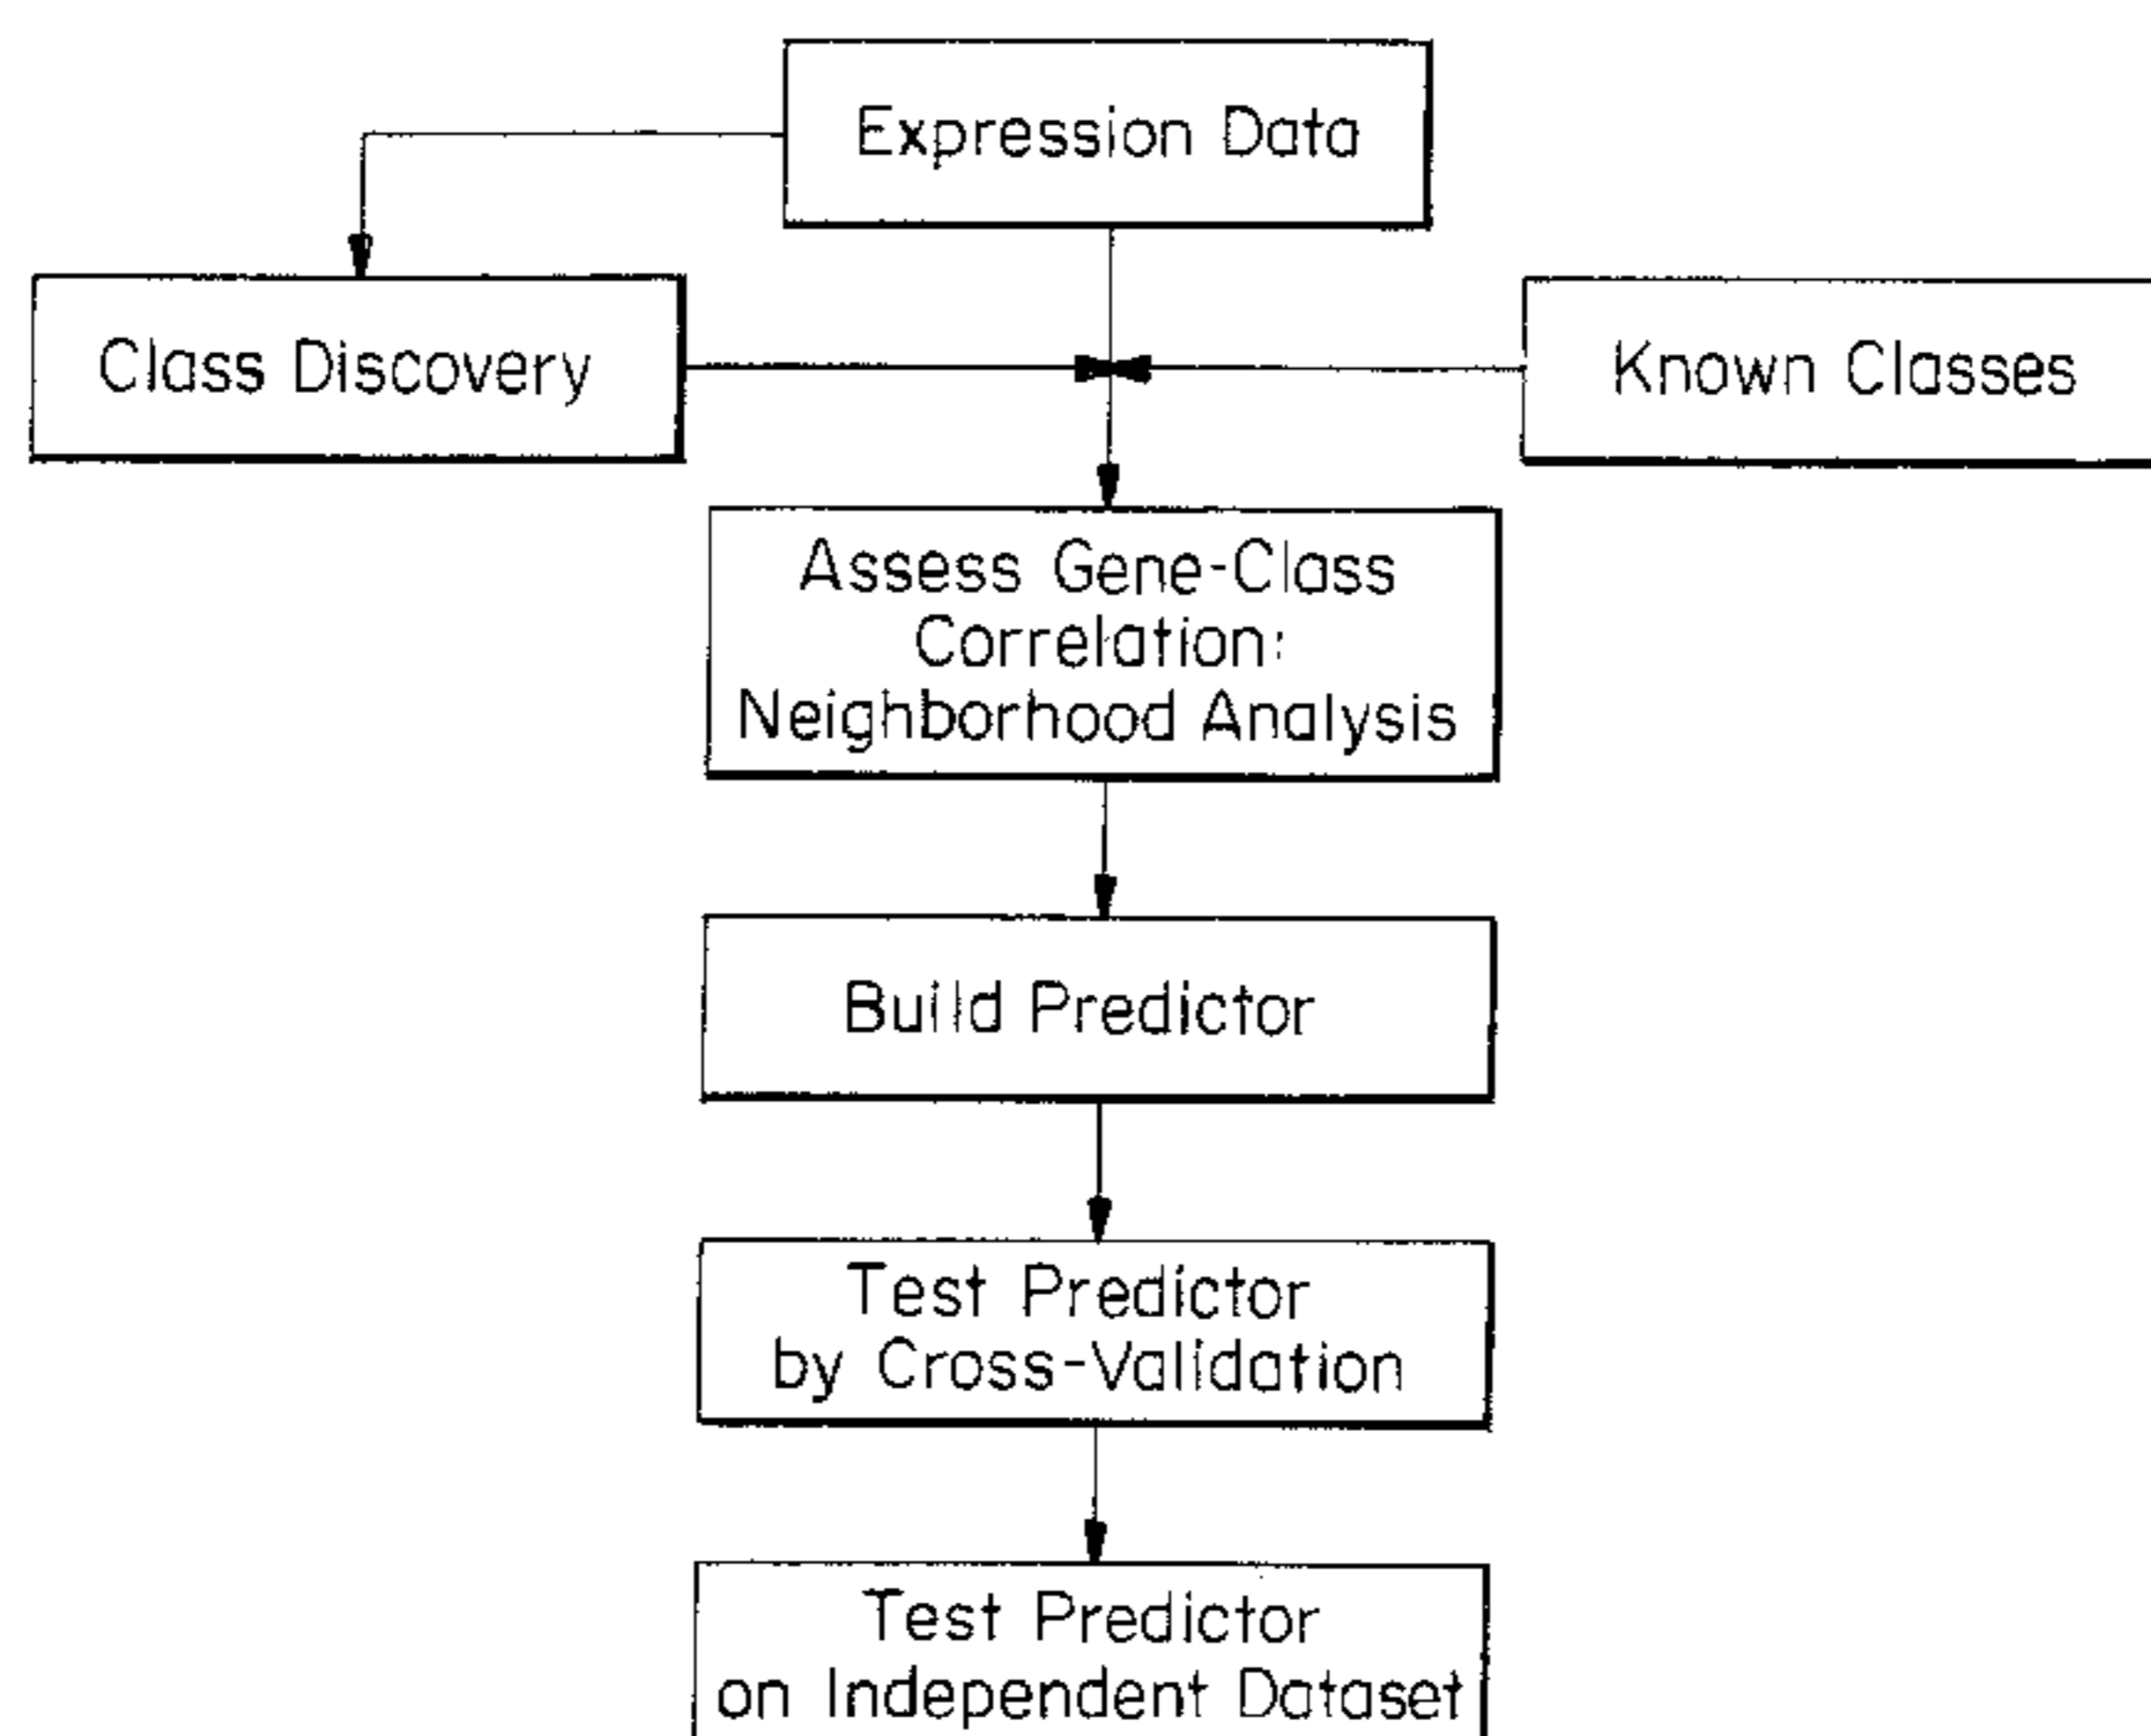 Expression Data
Class Discovery
Known Classes
Assess Gene-Class
Correlation:
Neighborhood Analysis
Build Predictor
Test Predictor
by Cross-Validation
Test Predictor
on Independent Dataset